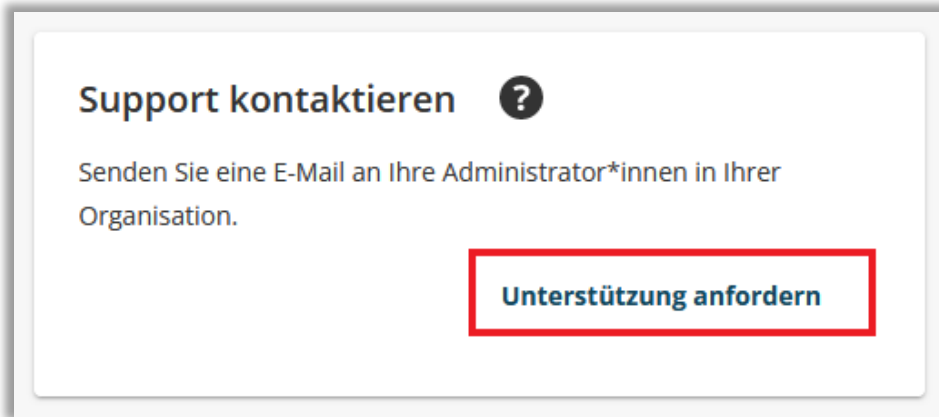 Support kontaktieren ?
Senden Sie eine E-Mail an Ihre Administrator*innen in Ihrer
Organisation.
Unterstützung anfordern